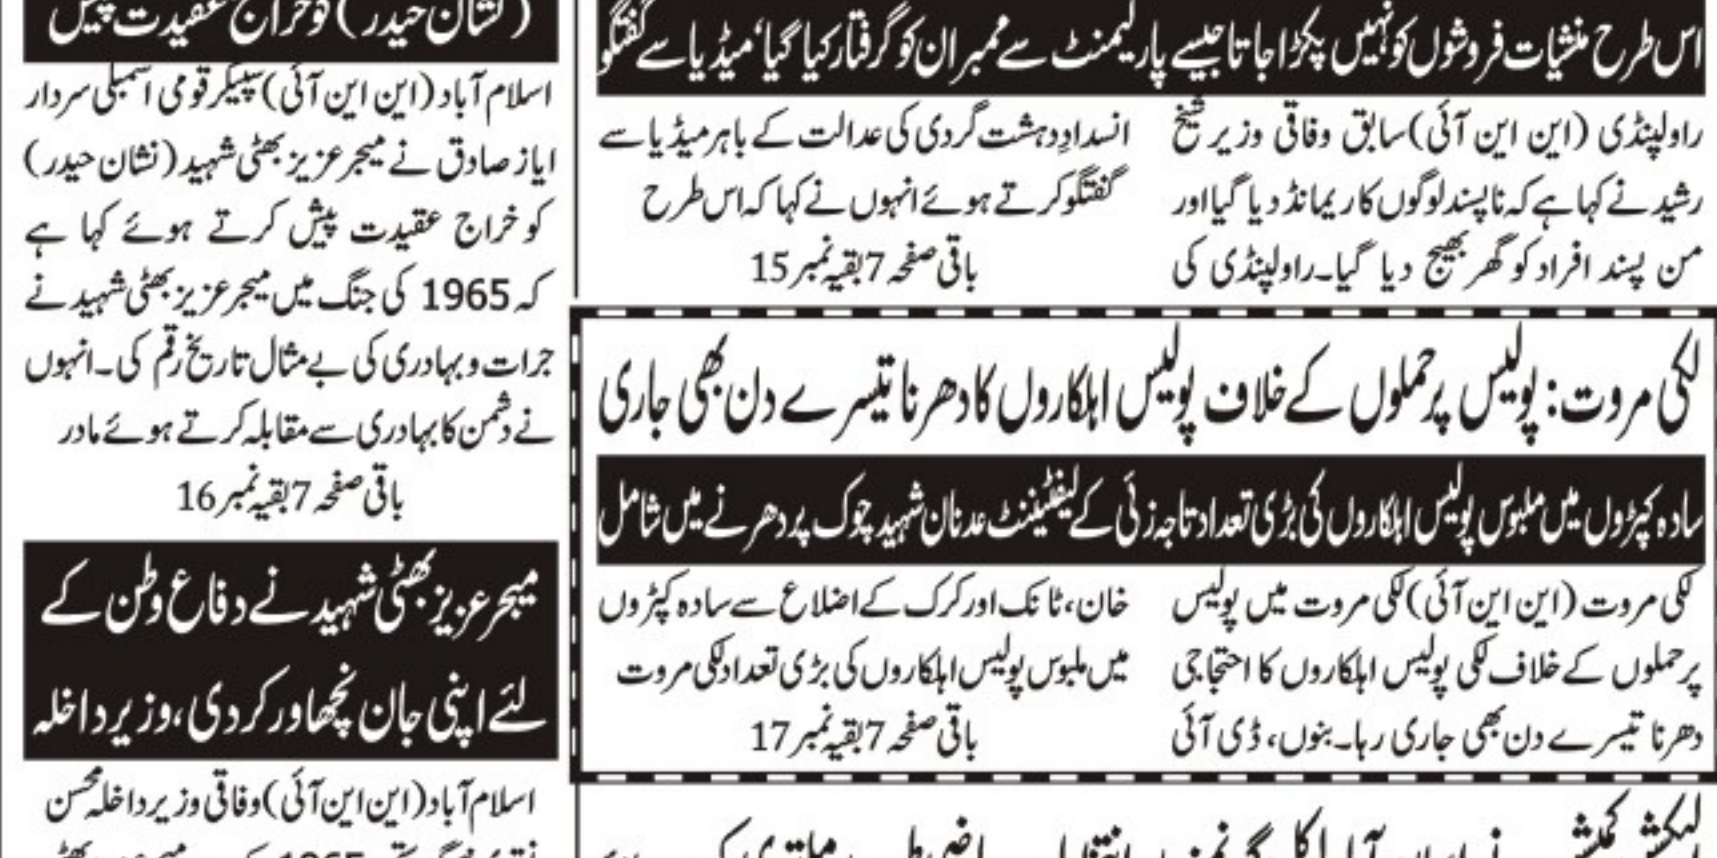 اس طرح منشیات فروشوں کو نہیں پکڑا جاتا جیسے پارلیمنٹ سے ممبران کو گرفتار کیا گیا‘ میڈیا سے گفتگو
راولپنڈی (این این آئی) سابق وفاقی وزیر شیخ
رشید نے کہا ہے کہ ناپسند لوگوں کا ریمانڈ دیا گیا اور
من پسند افراد کو گھر بھیج دیا گیا۔ راولپنڈی کی
انسدادِ دہشت گردی کی عدالت کے باہر میڈیا سے
گفتگو کرتے ہوئے انہوں نے کہا کہ اس طرح
باقی صفحہ 7 بقیہ نمبر 15
لکی مروت: پولیس پر حملوں کے خلاف پولیس اہلکاروں کا دھرنا تیسرے دن بھی جاری
سادہ کپڑوں میں ملبوس پولیس اہلکاروں کی بڑی تعداد تاجہ زئی کے لیفٹیننٹ عدنان شہید چوک پر دھرنے میں شامل
لکی مروت (این این آئی) لکی مروت میں پولیس
پر حملوں کے خلاف لکی پولیس اہلکاروں کا احتجاجی
دھرنا تیسرے دن بھی جاری رہا۔ بنوں، ڈی آئی
خان، ٹانک اور کرک کے اضلاع سے سادہ کپڑوں
میں ملبوس پولیس اہلکاروں کی بڑی تعداد لکی مروت
باقی صفحہ 7 بقیہ نمبر 17
(نشان حیدر) کو خراج عقیدت پیش
اسلام آباد (این این آئی) سپیکر قومی اسمبلی سردار
ایاز صادق نے میجر عزیز بھٹی شہید (نشان حیدر)
کو خراج عقیدت پیش کرتے ہوئے کہا ہے
کہ 1965 کی جنگ میں میجر عزیز بھٹی شہید نے
جرات و بہادری کی بے مثال تاریخ رقم کی۔ انہوں
نے دشمن کا بہادری سے مقابلہ کرتے ہوئے مادر
باقی صفحہ 7 بقیہ نمبر 16
میجر عزیز بھٹی شہید نے دفاع وطن کے
لئے اپنی جان نچھاور کر دی، وزیر داخلہ
اسلام آباد (این این آئی) وفاقی وزیر داخلہ محسن